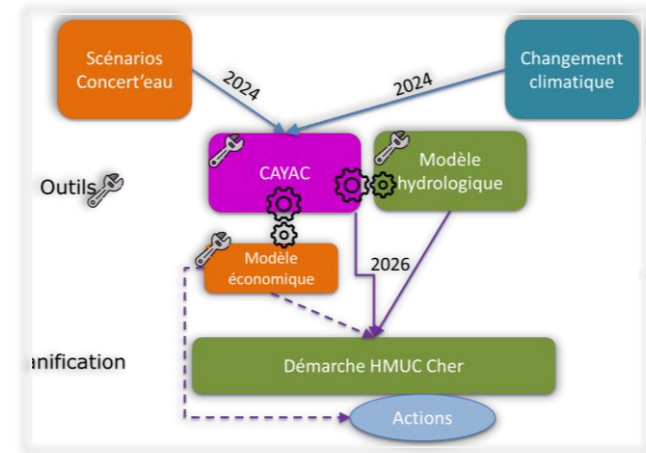 Scénarios
Concert'eau
Changement
climatique
2024
2024
Outils
CAYAC
Modèle
hydrologique
Modèle
économique
2026
anification
Démarche HMUC Cher
Actions